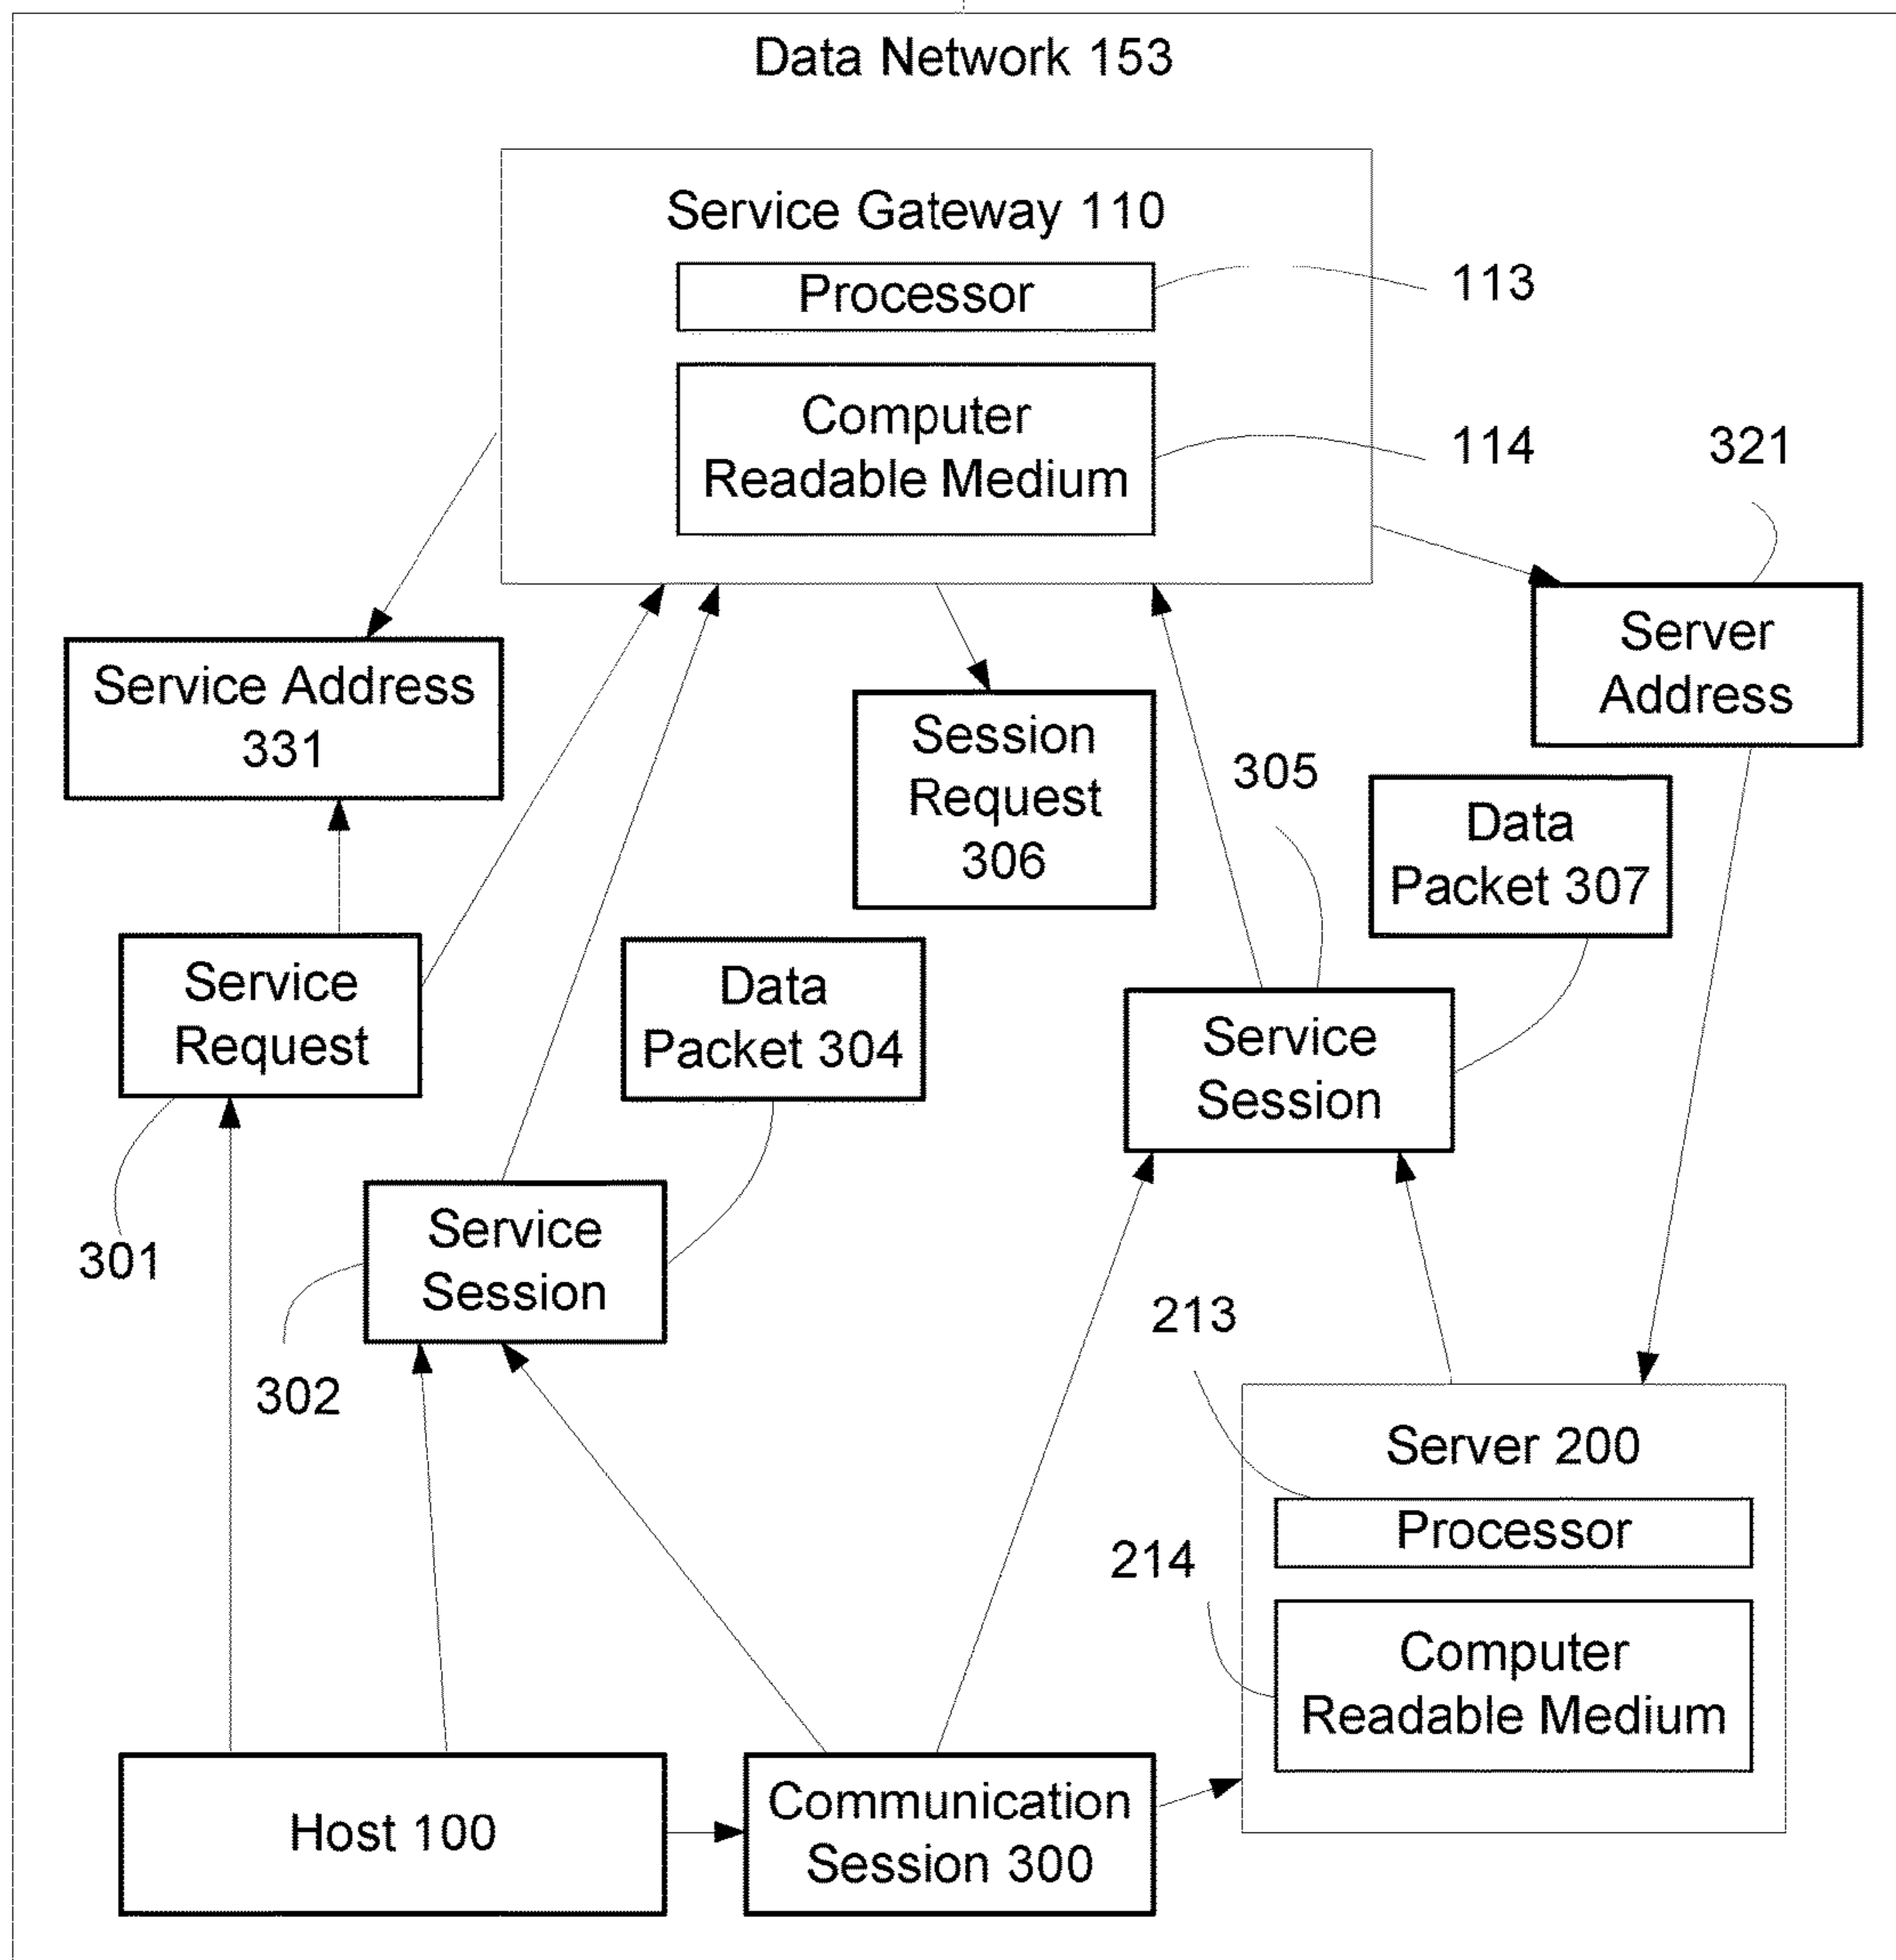 Data Network 153
Service Gateway 110
Processor
113
Computer
Readable Medium
114
321
Service Address
331
Server
Address
Session
Request
306
305
Data
Packet 307
Service
Request
Data
Packet 304
Service
Session
301
Service
Session
302
213
Server 200
Processor
214
Computer
Readable Medium
Host 100
Communication
Session 300